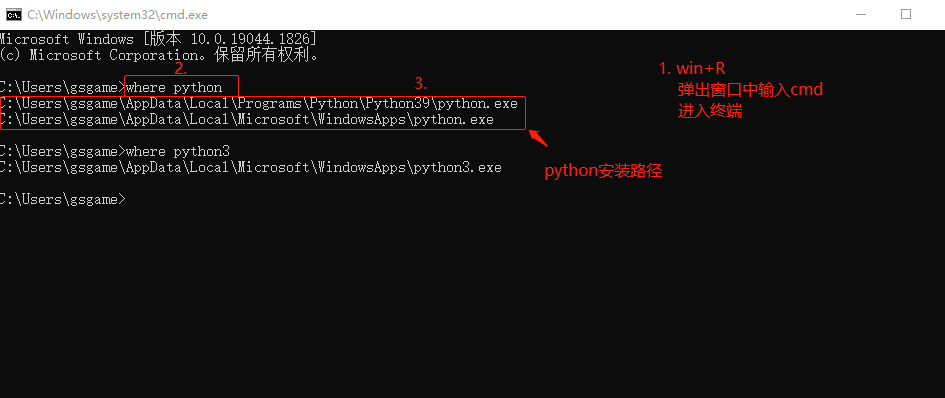 C:\Windows\system32\cmd.exe
Microsoft Windows [版本 10.0.19044.1826]
(c) Microsoft Corporation。保留所有权利。
2.
C:\Users\gsgame>where python
3.
C:\Users\gsgame\AppData\Local\Programs\Python\Python39\python.exe
C:\Users\gsgame\AppData\Local\Microsoft\WindowsApps\python.exe
C:\Users\gsgame>where python3
C:\Users\gsgame\AppData\Local\Microsoft\WindowsApps\python3.exe
C:\Users\gsgame>
1. win+R
弹出窗口中输入cmd
进入终端
python安装路径